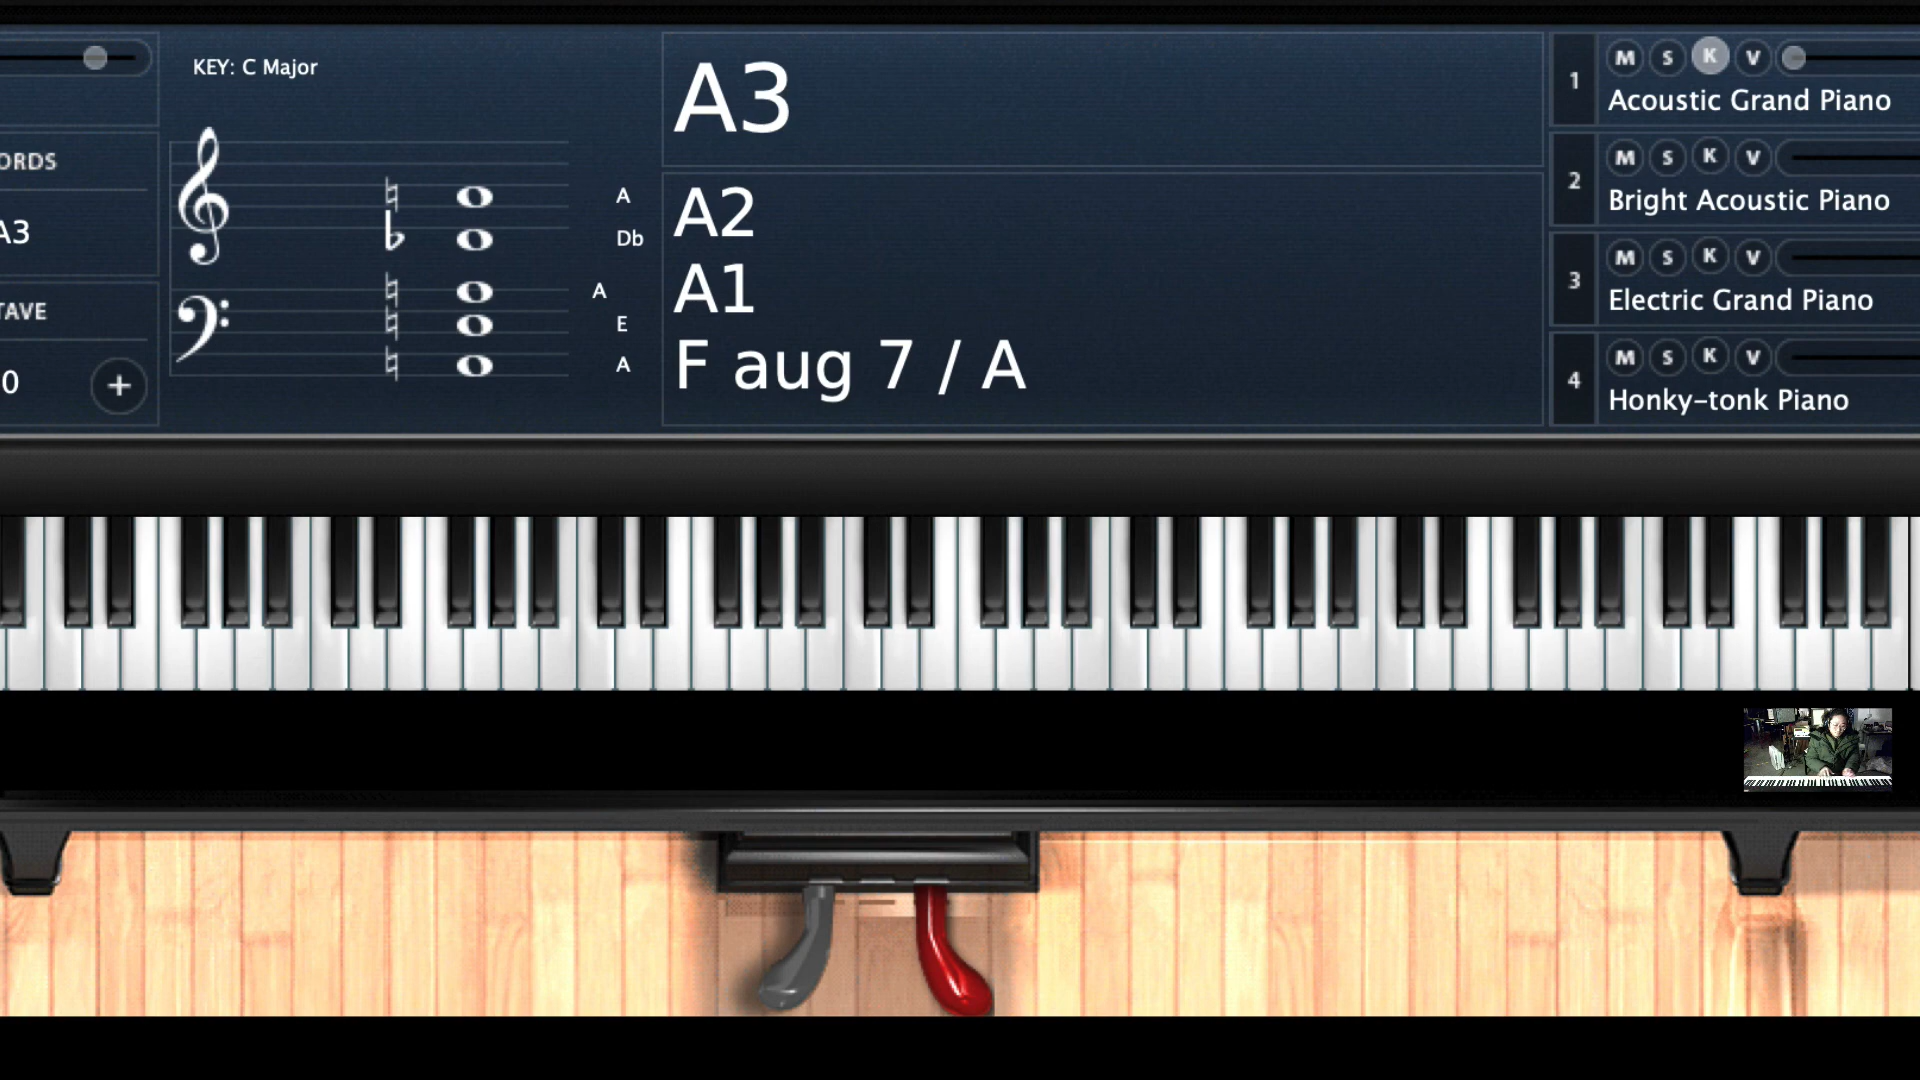 KEY: C Major
ORDS
A3
TAVE
0
+
A
Db
A
E
A
A3
A2
A1
F aug 7 / A
1
M S K V
Acoustic Grand Piano
2
M S K V
Bright Acoustic Piano
3
M S K V
Electric Grand Piano
4
M S K V
Honky-tonk Piano